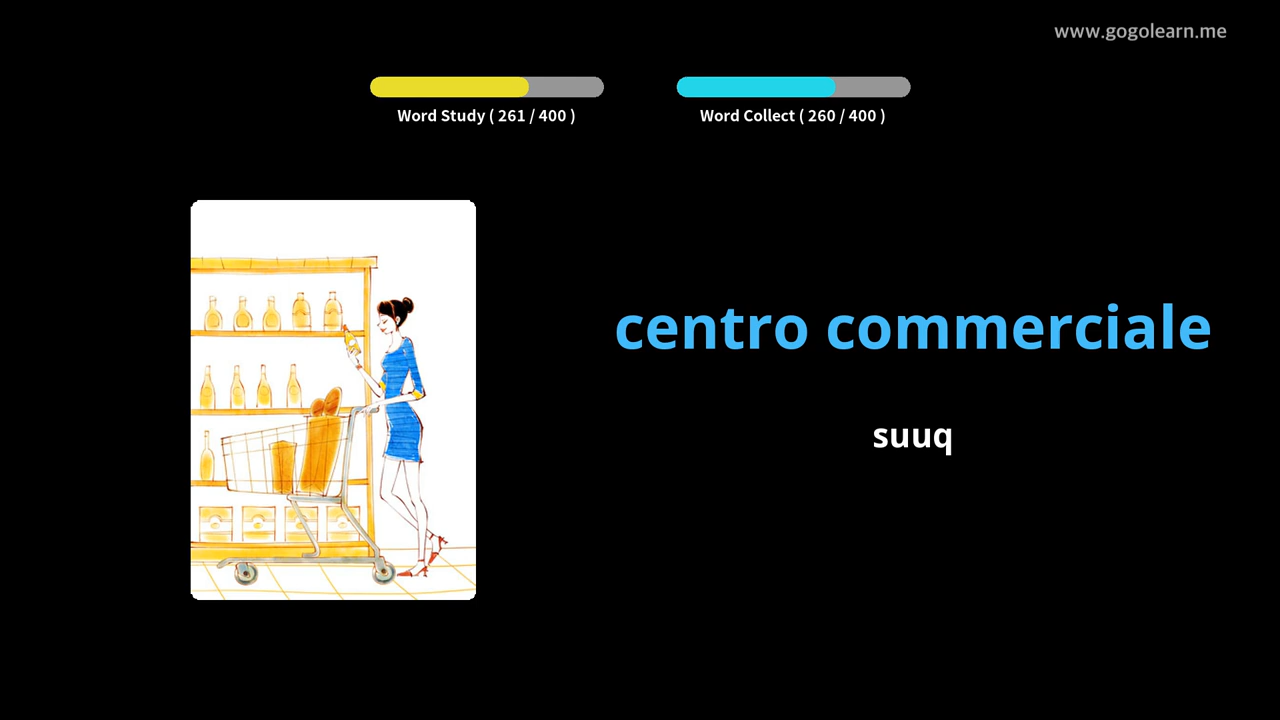 www.gogolearn.me
Word Study ( 261 / 400 )
Word Collect ( 260 / 400 )
centro commerciale
suuq